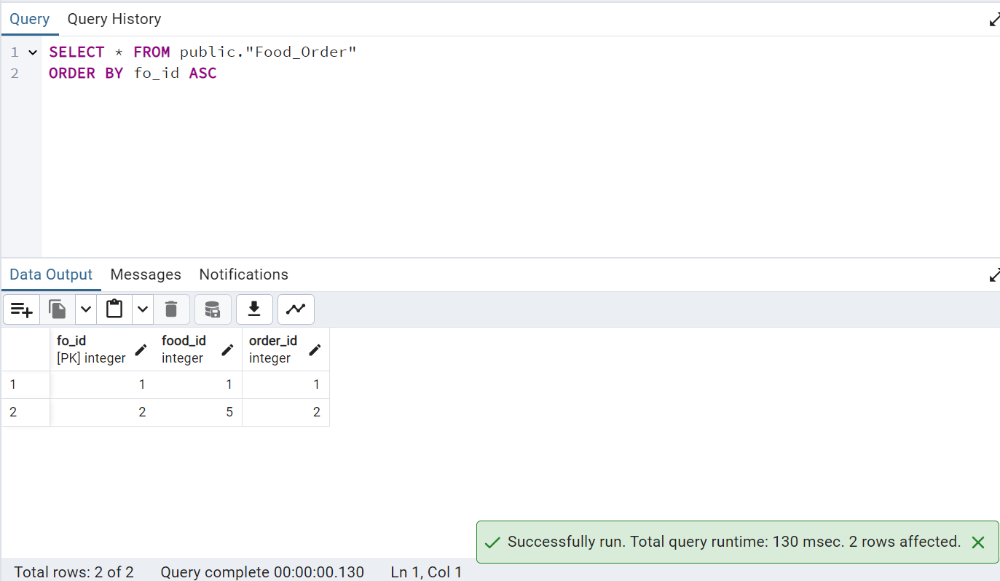 Query Query History
1 SELECT * FROM public."Food_Order"
2 ORDER BY fo_id ASC
Data Output Messages Notifications
fo_id food_id order_id
[PK] integer integer integer
1 1 1 1
2 2 5 2
Successfully run. Total query runtime: 130 msec. 2 rows affected.
Total rows: 2 of 2 Query complete 00:00:00.130 Ln 1, Col 1